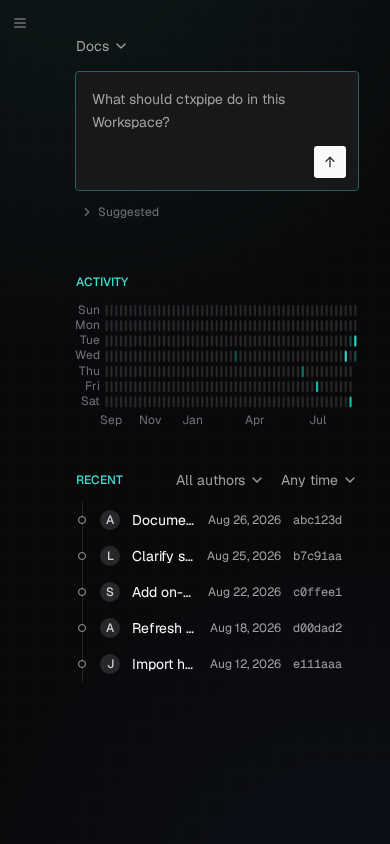 Docs
What should ctxpipe do in this
Workspace?
Suggested
ACTIVITY
Sun
Mon
Tue
Wed
Thu
Fri
Sat
Sep Nov Jan Apr Jul
RECENT All authors Any time
A Docume... Aug 26, 2026 abc123d
L Clarify s... Aug 25, 2026 b7c91aa
S Add on-... Aug 22, 2026 c0ffee1
A Refresh ... Aug 18, 2026 d00dad2
J Import h... Aug 12, 2026 e111aaa